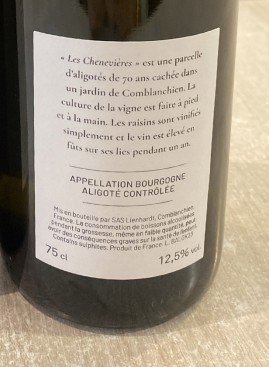 « Les Chenevières » est une parcelle
d'aligotés de 70 ans cachée dans
un jardin de Comblanchien. La
culture de la vigne est faite à pied
et à la main. Les raisins sont vinifiés
simplement et le vin est élevé en
fûts sur ses lies pendant un an.
APPELLATION BOURGOGNE
ALIGOTÉ CONTRÔLÉE
Mis en bouteille par SAS Lienhardt, Comblanchien,
France. La consommation de boissons alcoolisées
pendant la grossesse, même en faible quantité, peut
avoir des conséquences graves sur la santé de l'enfant.
Contains sulphites. Produit de France. L.
75 cl
12,5% vol.